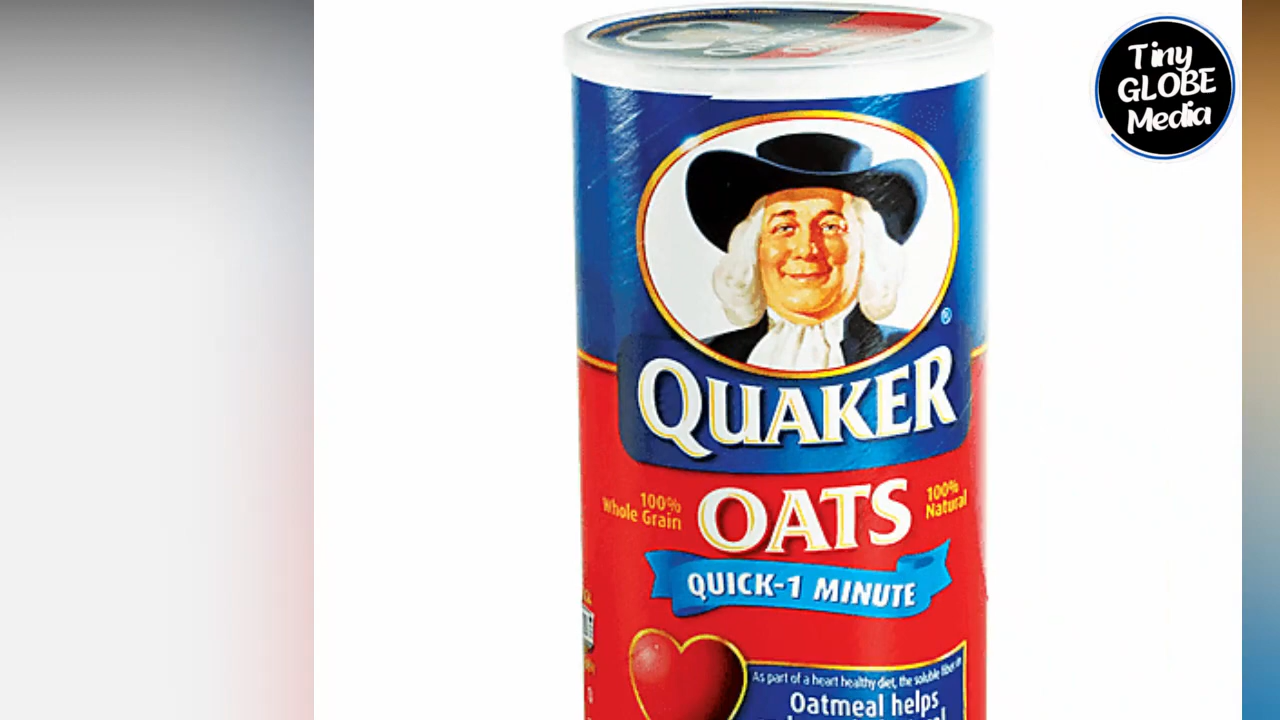 Tiny
GLOBE
Media
®
QUAKER
100%
Whole Grain
OATS
100%
Natural
QUICK-1 MINUTE
As part of a heart healthy diet, the soluble fiber in
Oatmeal helps